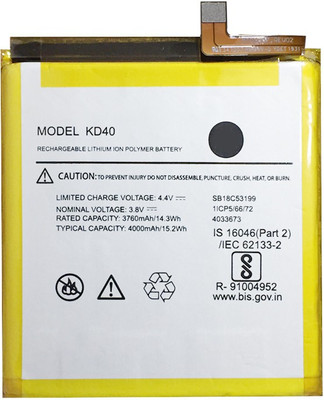 MODEL KD40
RECHARGEABLE LITHIUM ION POLYMER BATTERY
CAUTION: TO PREVENT INJURY DO NOT DISASSEMBLE, PUNCTURE, CRUSH, HEAT, OR BURN
LIMITED CHARGE VOLTAGE: 4.4V
NOMINAL VOLTAGE: 3.8V
RATED CAPACITY: 3760mAh/14.3Wh
TYPICAL CAPACITY: 4000mAh/15.2Wh
SB18C53199
1ICP5/66/72
4033673
IS 16046(Part 2)
/IEC 62133-2
R- 91004952
www.bis.gov.in